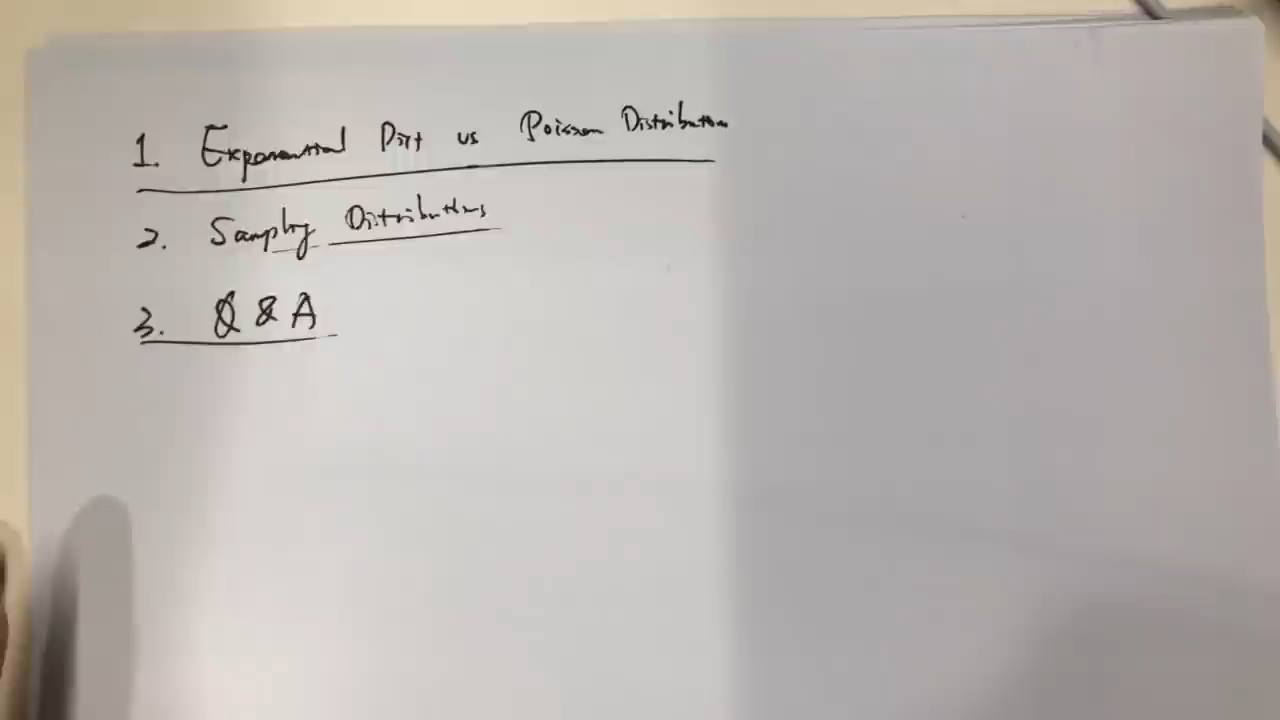 1. Exponential Dist vs Poisson Distribution
2. Sampling Distributions
3. Q & A